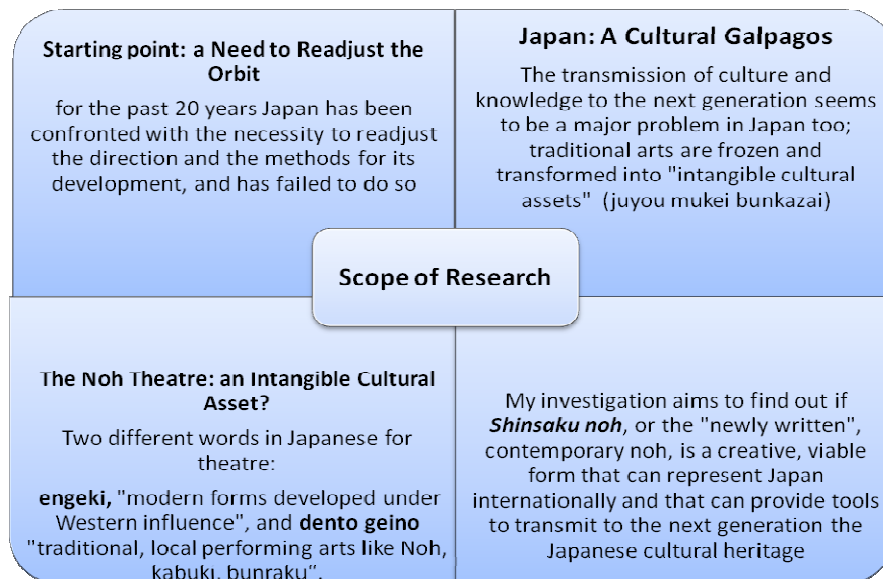 Starting point: a Need to Readjust the
Orbit
for the past 20 years Japan has been
confronted with the necessity to readjust
the direction and the methods for its
development, and has failed to do so
Japan: A Cultural Galpagos
The transmission of culture and
knowledge to the next generation seems
to be a major problem in Japan too;
traditional arts are frozen and
transformed into "intangible cultural
assets" (juyou mukei bunkazai)
Scope of Research
The Noh Theatre: an Intangible Cultural
Asset?
Two different words in Japanese for
theatre:
engeki, "modern forms developed under
Western influence", and dento geino
"traditional, local performing arts like Noh,
kabuki, bunraku".
My investigation aims to find out if
Shinsaku noh, or the "newly written",
contemporary noh, is a creative, viable
form that can represent Japan
internationally and that can provide tools
to transmit to the next generation the
Japanese cultural heritage